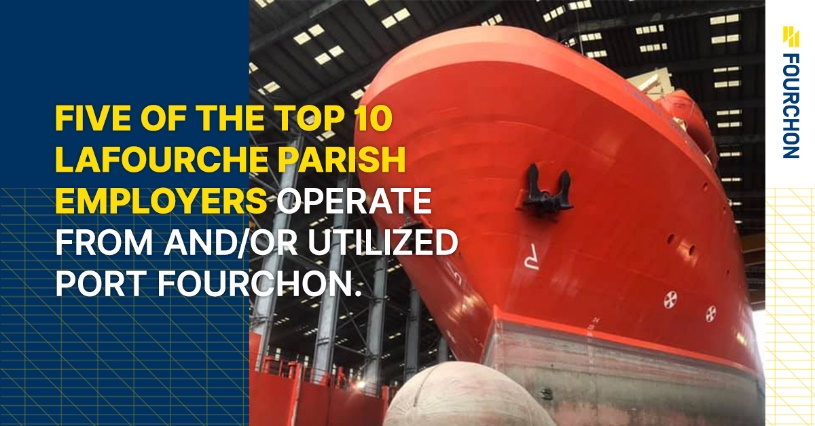 FIVE OF THE TOP 10
LAFOURCHE PARISH
EMPLOYERS OPERATE
FROM AND/OR UTILIZED
PORT FOURCHON.
FOURCHON